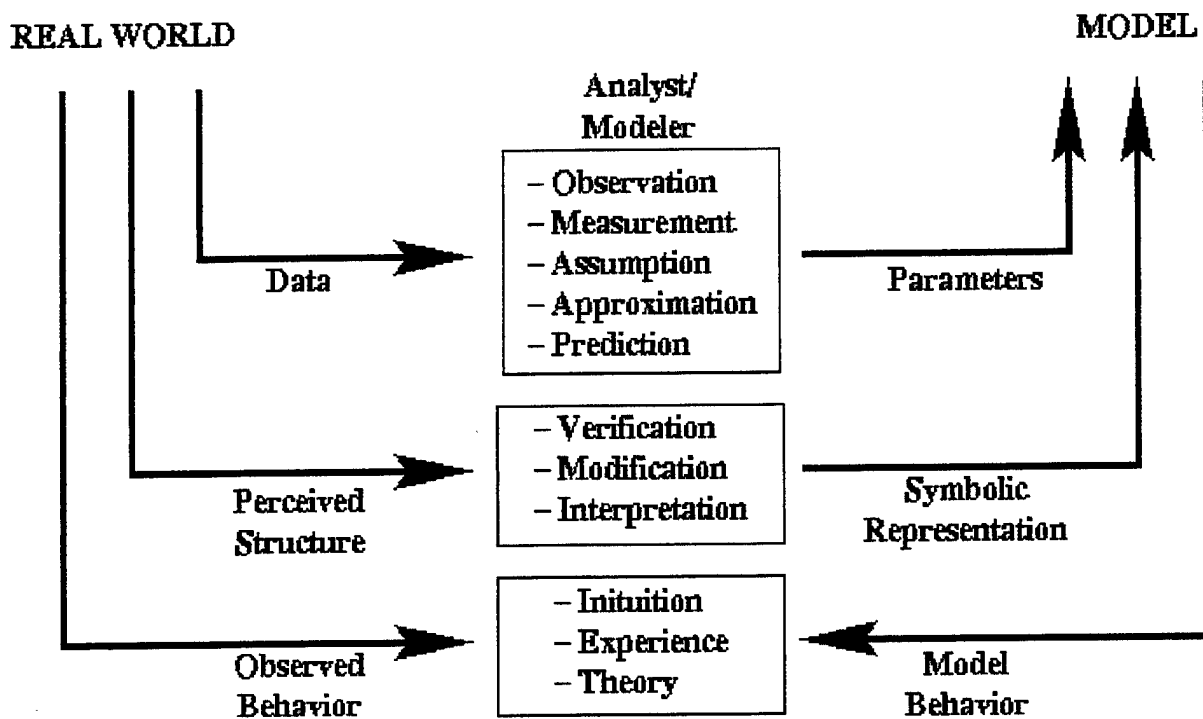 REAL WORLD
MODEL
Analyst/
Modeler
– Observation
– Measurement
– Assumption
– Approximation
– Prediction
Data
Parameters
– Verification
– Modification
– Interpretation
Perceived
Structure
Symbolic
Representation
– Inituition
– Experience
– Theory
Observed
Behavior
Model
Behavior